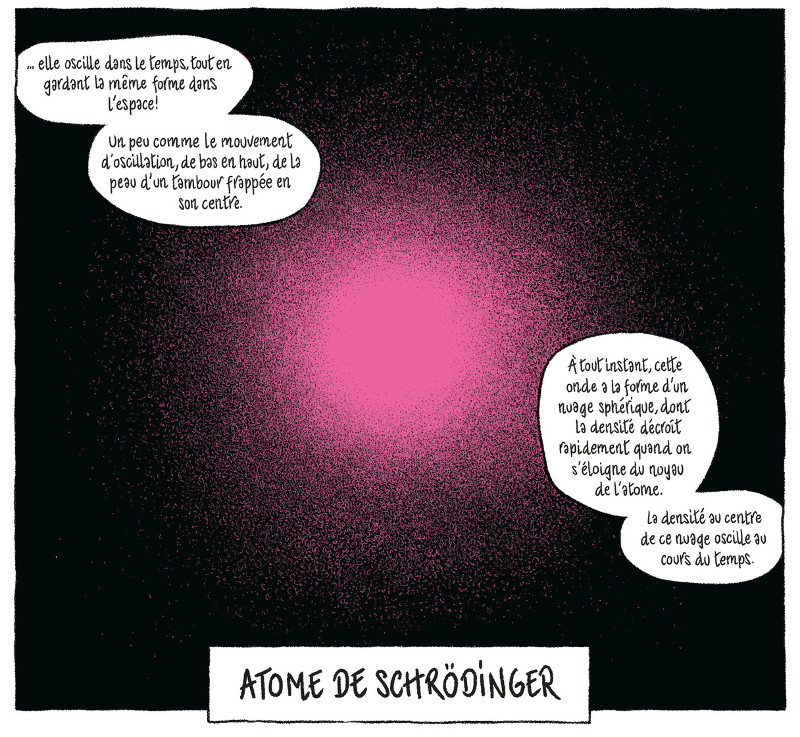 ... elle oscille dans le temps, tout en
gardant la même forme dans
l'espace!
Un peu comme le mouvement
d'oscillation, de bas en haut, de la
peau d'un tambour frappée en
son centre.
À tout instant, cette
onde a la forme d'un
nuage sphérique, dont
la densité décroît
rapidement quand on
s'éloigne du noyau
de l'atome.
La densité au centre
de ce nuage oscille au
cours du temps.
ATOME DE SCHRÖDINGER